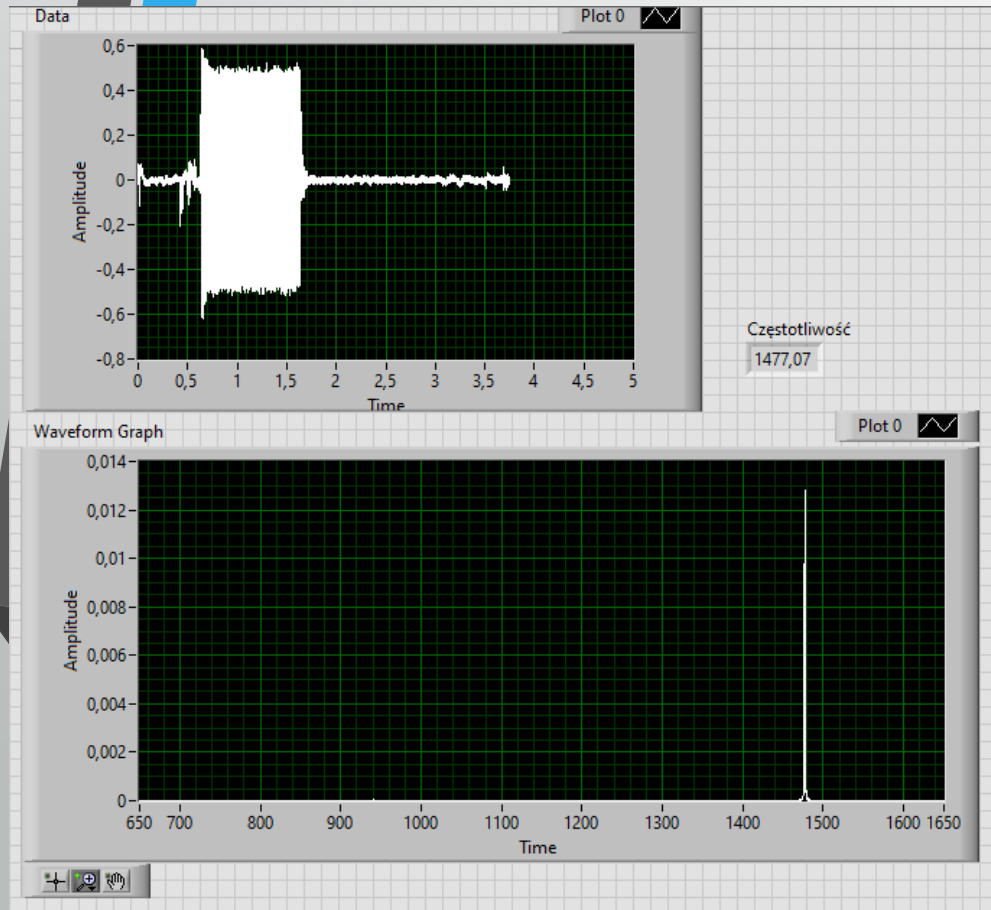 Data
Plot 0
0,6
0,4
0,2
0
-0,2
-0,4
-0,6
-0,8
Amplitude
0 0,5 1 1,5 2 2,5 3 3,5 4 4,5 5
Time
Częstotliwość
1477,07
Waveform Graph
Plot 0
0,014
0,012
0,01
0,008
0,006
0,004
0,002
0
Amplitude
650 700 800 900 1000 1100 1200 1300 1400 1500 1600 1650
Time